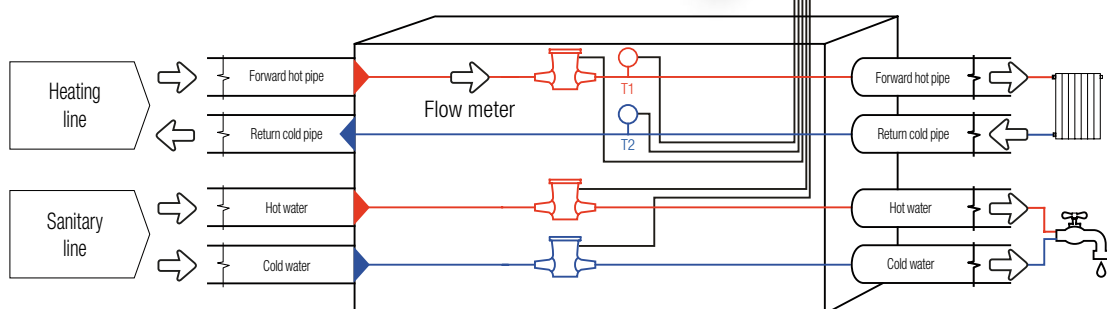 Heating
line
Forward hot pipe
Flow meter
T1
Forward hot pipe
Return cold pipe
T2
Return cold pipe
Sanitary
line
Hot water
Hot water
Cold water
Cold water